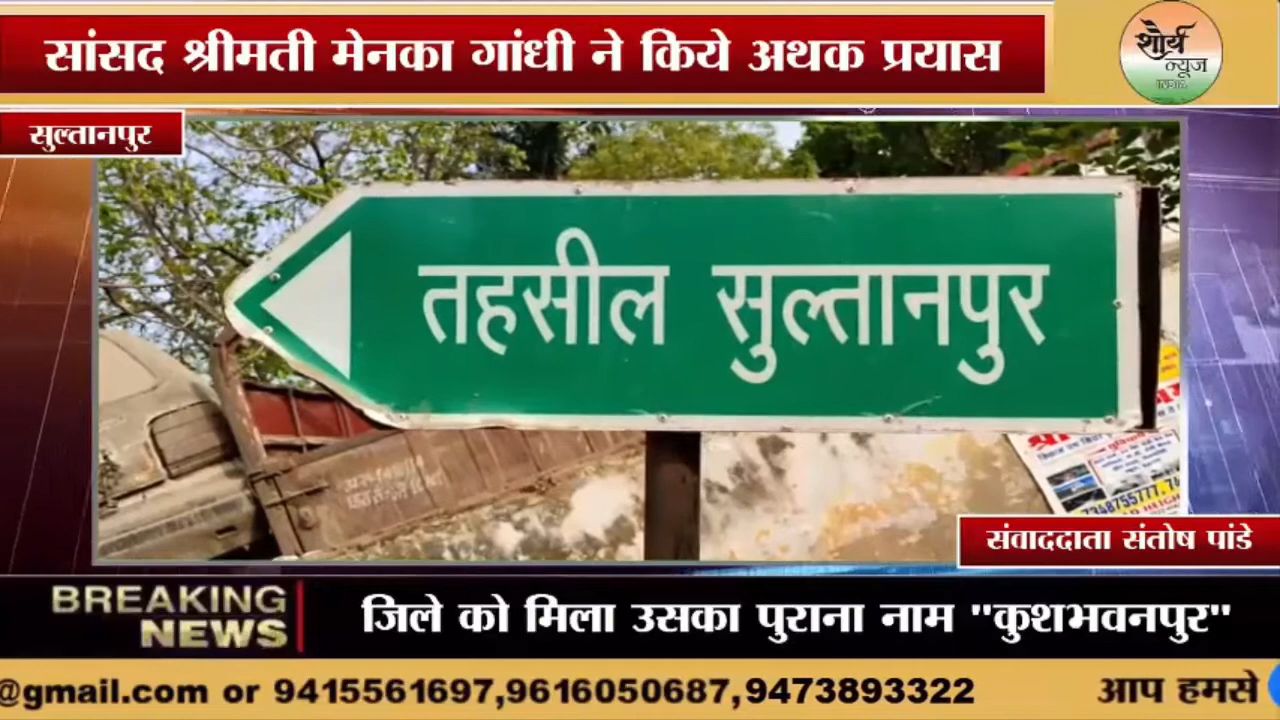 सांसद श्रीमती मेनका गांधी ने किये अथक प्रयास
शौर्य
न्यूज
INDIA
सुल्तानपुर
तहसील सुल्तानपुर
संवाददाता संतोष पांडे
BREAKING
NEWS
जिले को मिला उसका पुराना नाम "कुशभवनपुर"
@gmail.com or 9415561697,9616050687,9473893322 आप हमसे